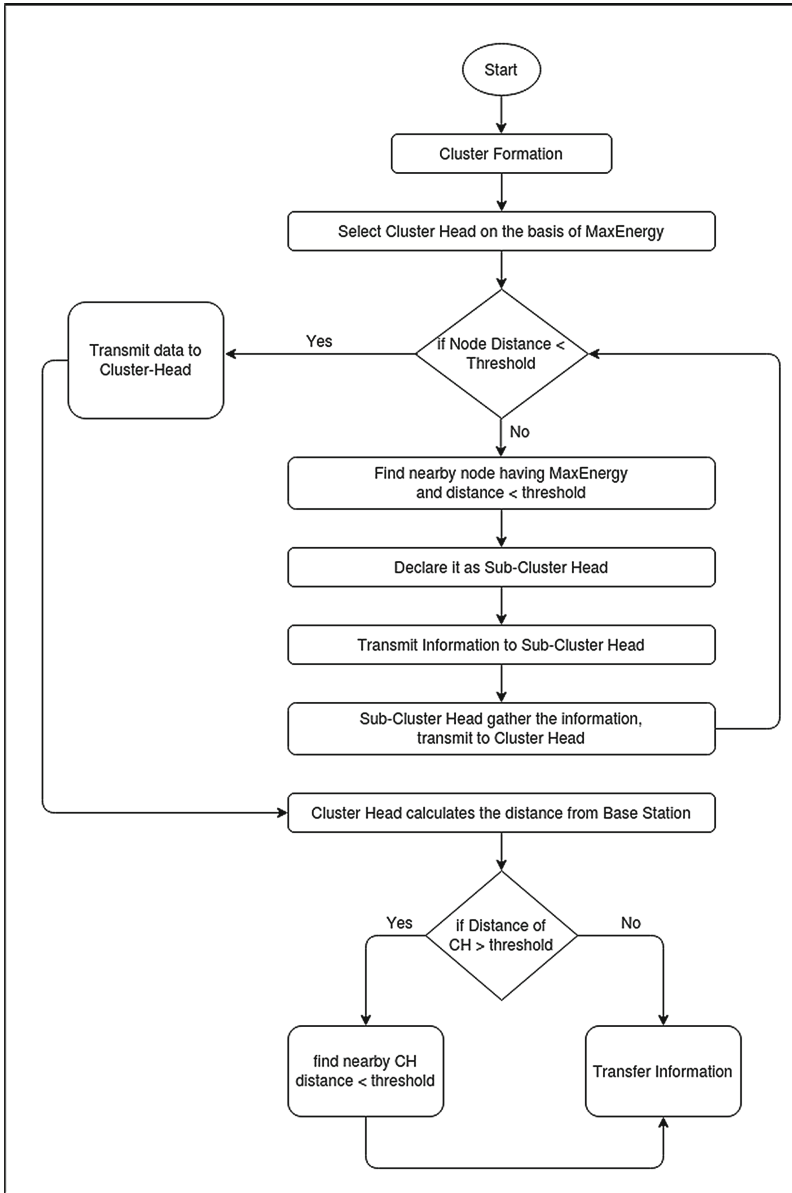 Start
Cluster Formation
Select Cluster Head on the basis of MaxEnergy
if Node Distance <
Threshold
Yes
Transmit data to
Cluster-Head
No
Find nearby node having MaxEnergy
and distance < threshold
Declare it as Sub-Cluster Head
Transmit Information to Sub-Cluster Head
Sub-Cluster Head gather the information,
transmit to Cluster Head
Cluster Head calculates the distance from Base Station
if Distance of
CH > threshold
Yes
No
find nearby CH
distance < threshold
Transfer Information